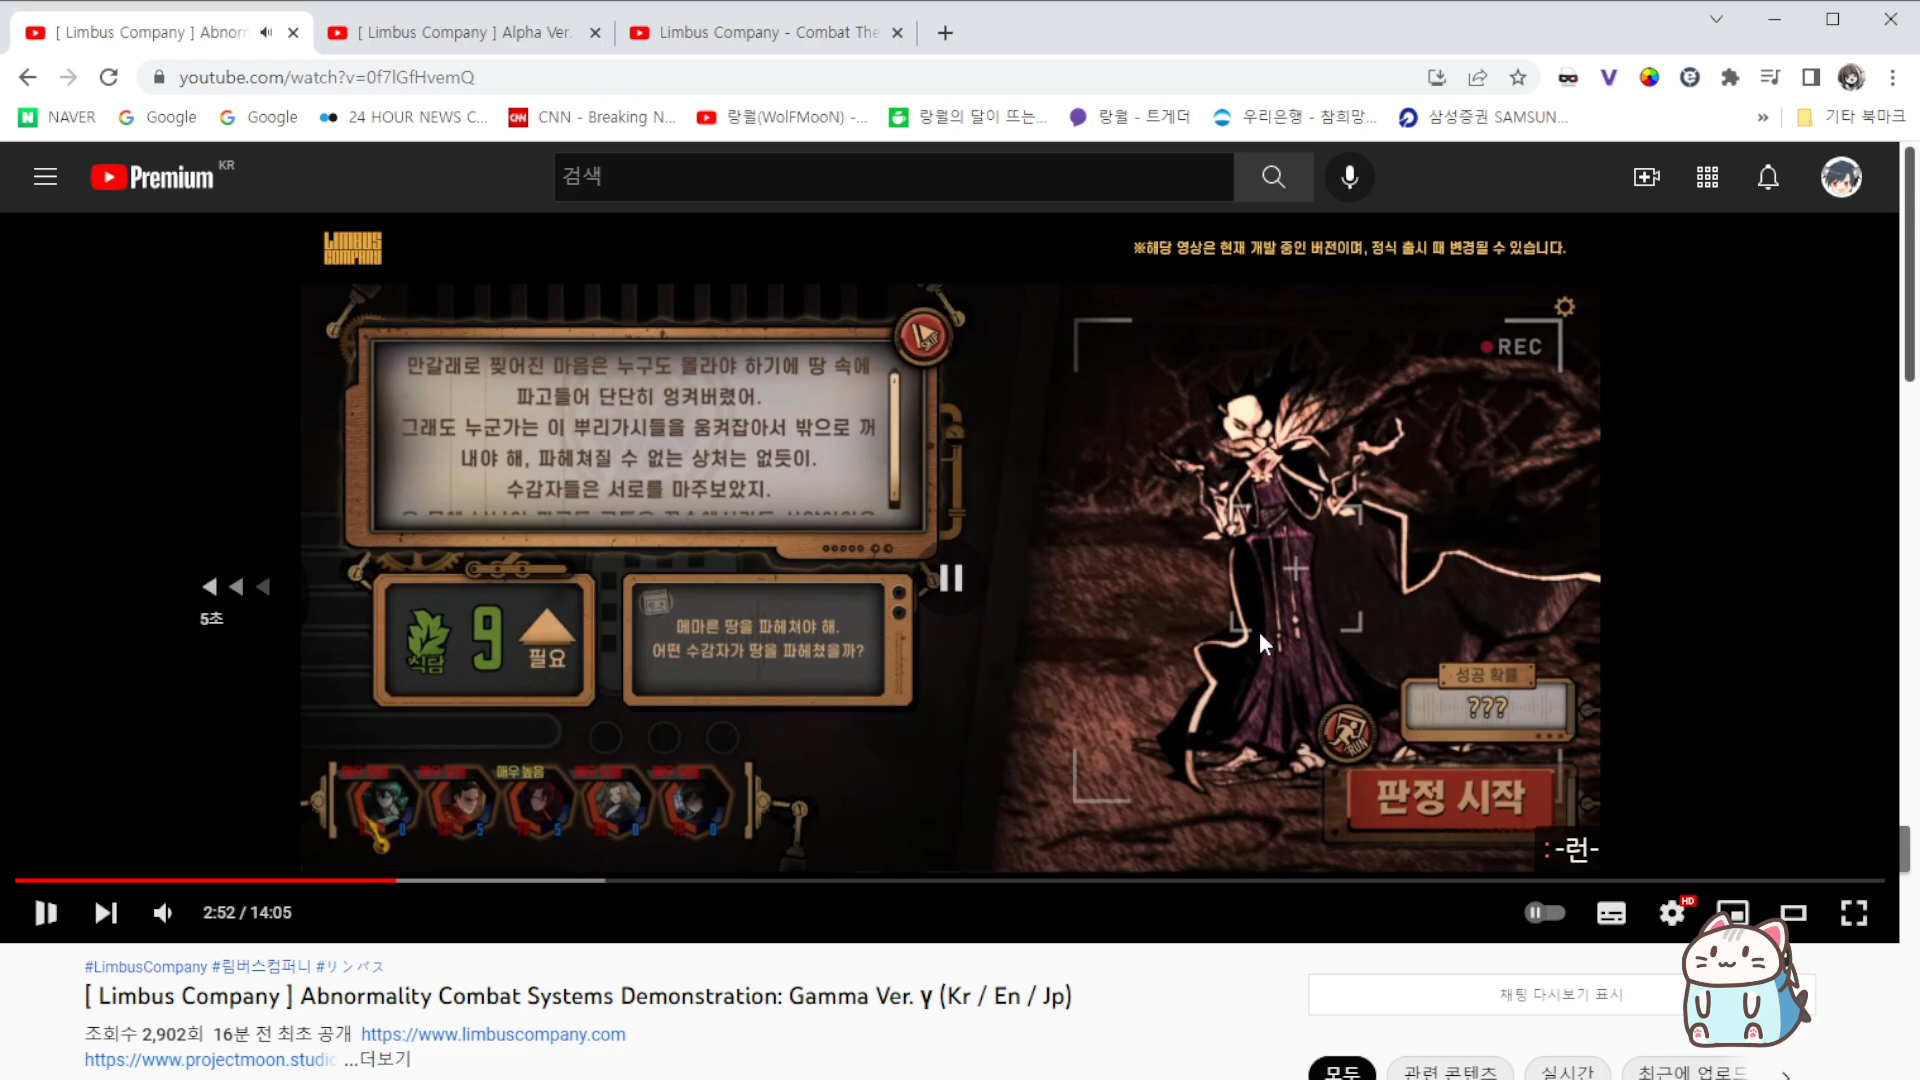 [ Limbus Company ] Abnorr
[ Limbus Company ] Alpha Ver.
Limbus Company - Combat The
youtube.com/watch?v=0f7lGfHvemQ
NAVER
Google
Google
24 HOUR NEWS C...
CNN - Breaking N...
랑월(WolFMooN) -...
랑월의 달이 뜨는...
랑월 - 트게더
우리은행 - 참희망...
삼성증권 SAMSUN...
»
기타 북마크
Premium KR
검색
LIMBUS COMPANY
※해당 영상은 현재 개발 중인 버전이며, 정식 출시 때 변경될 수 있습니다.
만갈래로 찢어진 마음은 누구도 몰라야 하기에 땅 속에
파고들어 단단히 엉켜버렸어.
그래도 누군가는 이 뿌리가시들을 움켜잡아서 밖으로 꺼
내야 해, 파헤쳐질 수 없는 상처는 없듯이.
수감자들은 서로를 마주보았지.
SKIP
REC
5초
식탐
9
필요
메마른 땅을 파헤쳐야 해.
어떤 수감자가 땅을 파헤쳤을까?
성공 확률
???
RUN
매우 높음
판정 시작
:-런-
2:52 / 14:05
HD
#LimbusCompany #림버스컴퍼니 #リンバス
[ Limbus Company ] Abnormality Combat Systems Demonstration: Gamma Ver. γ (Kr / En / Jp)
조회수 2,902회 16분 전 최초 공개 https://www.limbuscompany.com
https://www.projectmoon.studio ...더보기
채팅 다시보기 표시
모두
관련 콘텐츠
실시간
최근에 업로드